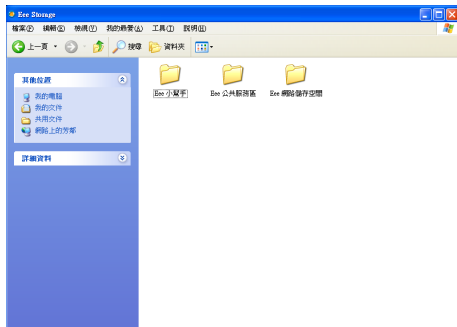 Eee Storage
檔案(F) 編輯(E) 檢視(V) 我的最愛(A) 工具(T) 說明(H)
上一頁 搜尋 資料夾
其他位置
我的電腦
我的文件
共用文件
網路上的芳鄰
詳細資料
Eee 小幫手
Eee 公共服務區
Eee 網路儲存空間